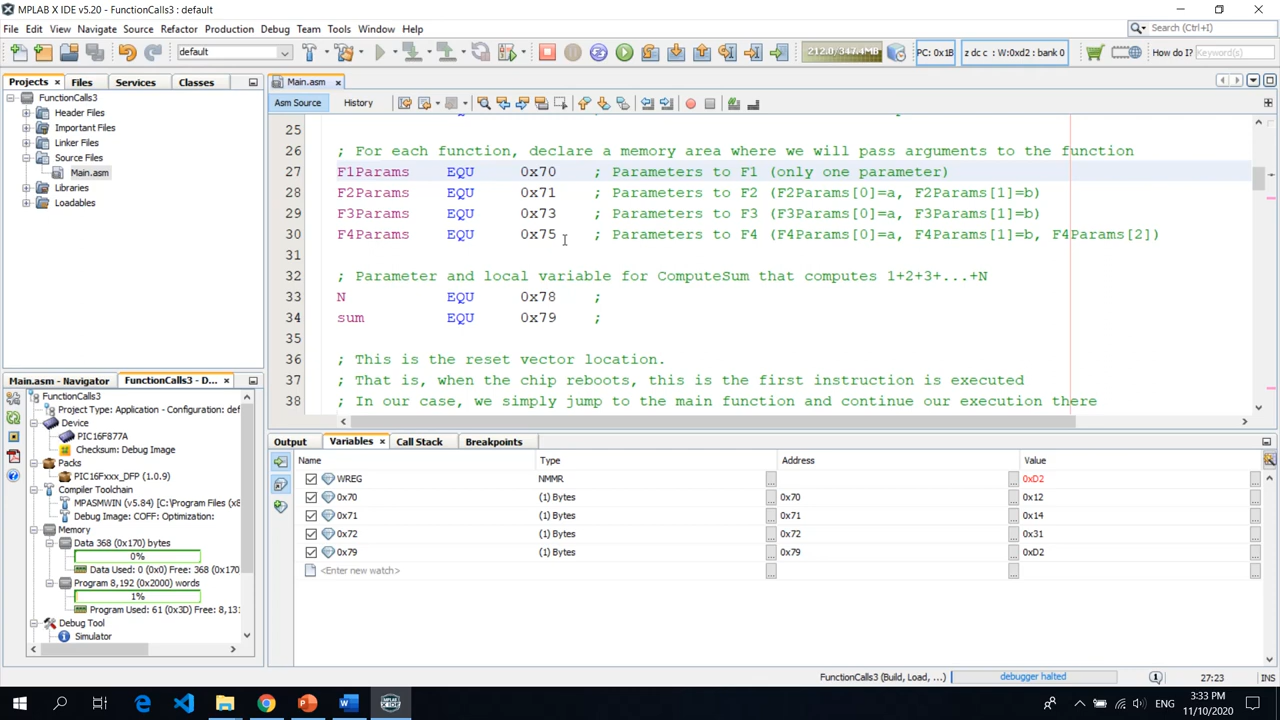 MPLAB X IDE v5.20 - FunctionCalls3 : default
File Edit View Navigate Source Refactor Production Debug Team Tools Window Help
Search (Ctrl+I)
default
212.0/347.4MB
PC: 0x1B
z dc c : W:0xd2 : bank 0
How do I?
Keyword(s)
Projects Files Services Classes
Main.asm
FunctionCalls3
Header Files
Important Files
Linker Files
Source Files
Main.asm
Libraries
Loadables
Asm Source History
25
26 ; For each function, declare a memory area where we will pass arguments to the function
27 F1Params EQU 0x70 ; Parameters to F1 (only one parameter)
28 F2Params EQU 0x71 ; Parameters to F2 (F2Params[0]=a, F2Params[1]=b)
29 F3Params EQU 0x73 ; Parameters to F3 (F3Params[0]=a, F3Params[1]=b)
30 F4Params EQU 0x75 ; Parameters to F4 (F4Params[0]=a, F4Params[1]=b, F4Params[2])
31
32 ; Parameter and local variable for ComputeSum that computes 1+2+3+...+N
33 N EQU 0x78 ;
34 sum EQU 0x79 ;
35
36 ; This is the reset vector location.
37 ; That is, when the chip reboots, this is the first instruction is executed
38 ; In our case, we simply jump to the main function and continue our execution there
Main.asm - Navigator FunctionCalls3 - D...
FunctionCalls3
Project Type: Application - Configuration: def
Device
PIC16F877A
Checksum: Debug Image
Packs
PIC16Fxxx_DFP (1.0.9)
Compiler Toolchain
MPASMWIN (v5.84) [C:\Program Files (x8
Debug Image: COFF: Optimization:
Memory
Data 368 (0x170) bytes
0%
Data Used: 0 (0x0) Free: 368 (0x170
Program 8,192 (0x2000) words
1%
Program Used: 61 (0x3D) Free: 8,131
Debug Tool
Simulator
Output Variables Call Stack Breakpoints
Name Type Address Value
WREG NMMR 0xD2
0x70 (1) Bytes 0x70 0x12
0x71 (1) Bytes 0x71 0x14
0x72 (1) Bytes 0x72 0x31
0x79 (1) Bytes 0x79 0xD2
<Enter new watch>
FunctionCalls3 (Build, Load, ...) debugger halted 27:23 INS
3:33 PM
11/10/2020